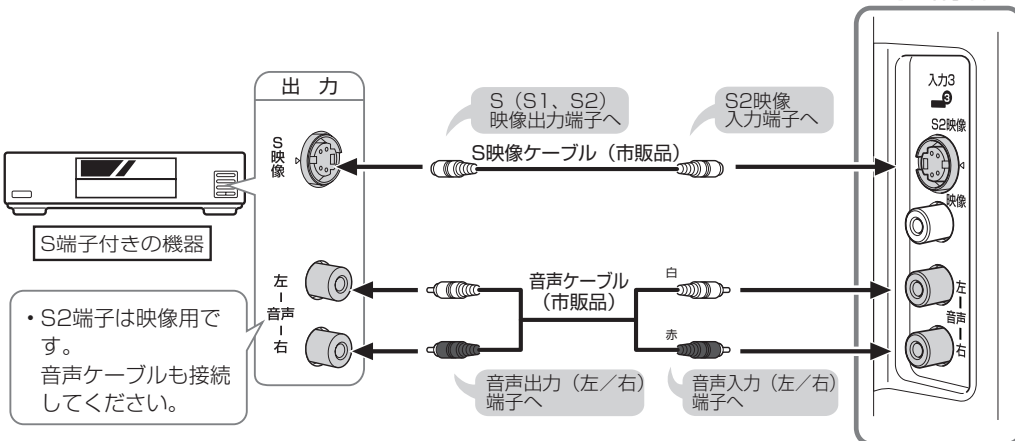 出 力
S
映
像
左
音声
右
S端子付きの機器
・S2端子は映像用で
す。
音声ケーブルも接続
してください。
S（S1、S2）
映像出力端子へ
S2映像
入力端子へ
S映像ケーブル（市販品）
音声ケーブル
（市販品）
白
赤
音声出力（左／右）
端子へ
音声入力（左／右）
端子へ
入力3
3
S2映像
映像
左
音声
右